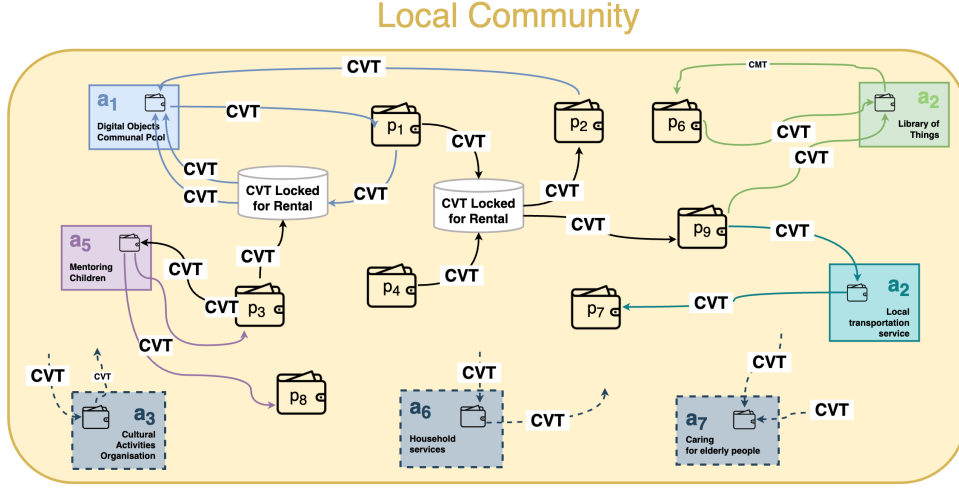 Local Community
CVT
CMT
a1
Digital Objects
Communal Pool
CVT
p1
CVT
p2
p6
CVT
a2
Library of
Things
CVT
CVT
CVT
CVT Locked
for Rental
CVT
CVT
CVT Locked
for Rental
CVT
p9
CVT
a5
Mentoring
Children
CVT
CVT
CVT
p3
p4
CVT
p7
CVT
a2
Local
transportation
service
CVT
CVT
CVT
p8
CVT
CVT
a3
Cultural
Activities
Organisation
a6
Household
services
CVT
a7
Caring
for elderly people
CVT